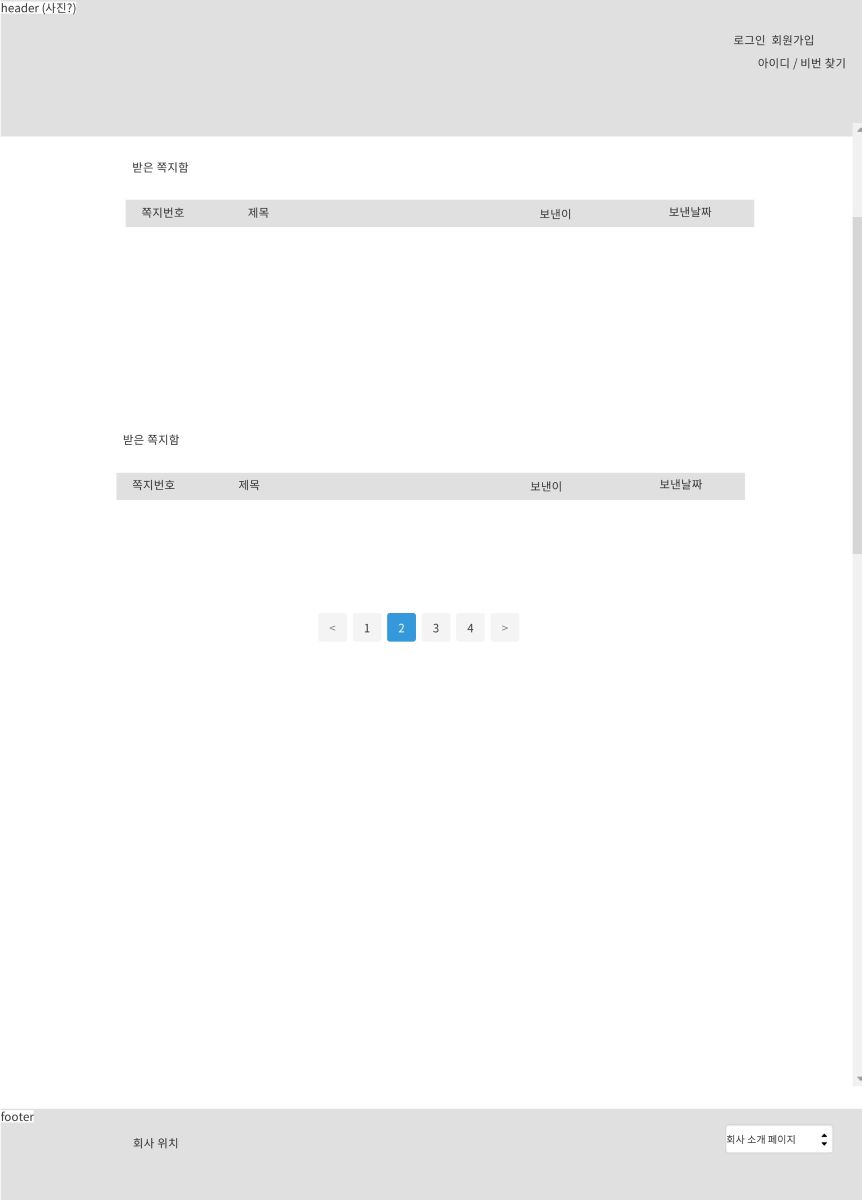 header (사진?)
로그인 회원가입
아이디 / 비번 찾기
받은 쪽지함
쪽지번호 제목 보낸이 보낸날짜
받은 쪽지함
쪽지번호 제목 보낸이 보낸날짜
< 1 2 3 4 >
footer
회사 위치
회사 소개 페이지